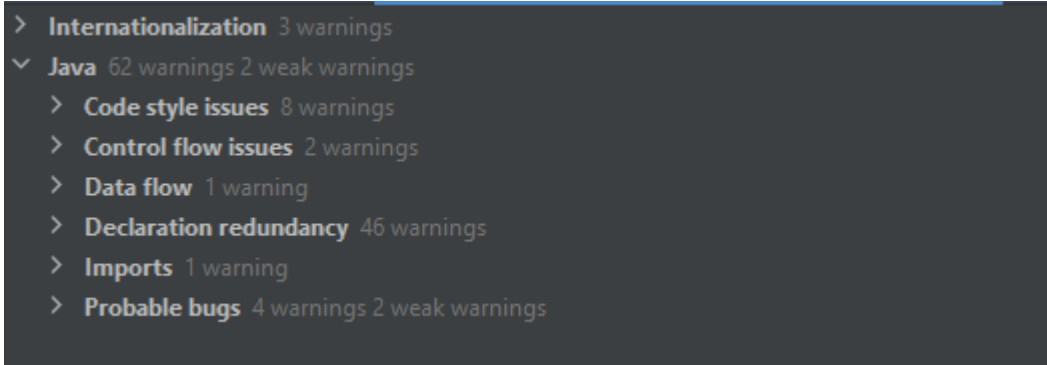 Internationalization 3 warnings
Java 62 warnings 2 weak warnings
Code style issues 8 warnings
Control flow issues 2 warnings
Data flow 1 warning
Declaration redundancy 46 warnings
Imports 1 warning
Probable bugs 4 warnings 2 weak warnings